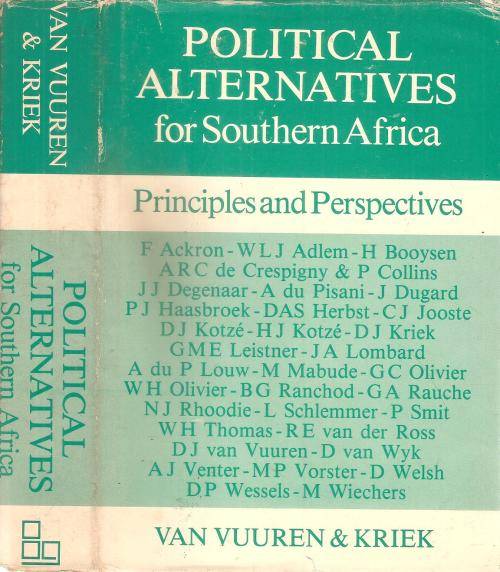 VAN VUUREN
& KRIEK
POLITICAL
ALTERNATIVES
for Southern Africa
POLITICAL
ALTERNATIVES
for Southern Africa
Principles and Perspectives
F Ackron-WLJ Adlem-H Booysen
ARC de Crespigny & P Collins
JJ Degenaar-A du Pisani-J Dugard
PJ Haasbroek-DAS Herbst-CJ Jooste
DJ Kotzé-HJ Kotzé-DJ Kriek
GME Leistner-JA Lombard
A du P Louw-M Mabude-GC Olivier
WH Olivier-BG Ranchod-GA Rauche
NJ Rhoodie-L Schlemmer-P Smit
WH Thomas-RE van der Ross
DJ van Vuuren-D van Wyk
AJ Venter-MP Vorster-D Welsh
DP Wessels-M Wiechers
VAN VUUREN & KRIEK